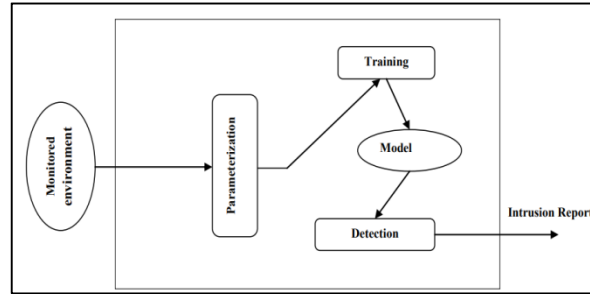 Monitored
environment
Parameterization
Training
Model
Detection
Intrusion Report